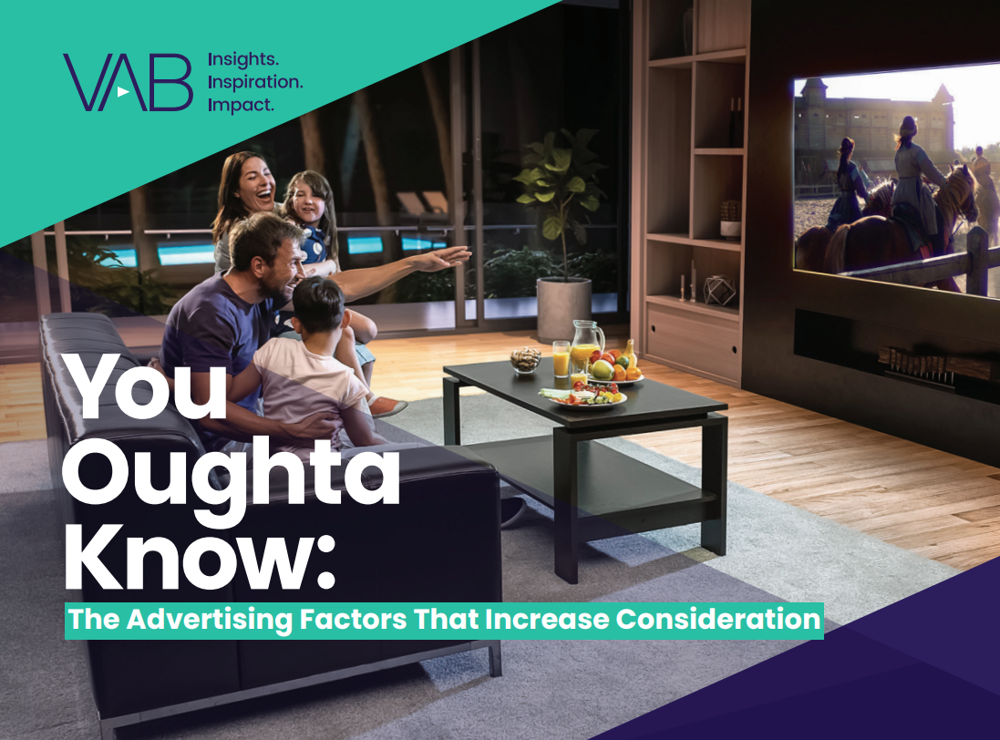 VAB
Insights.
Inspiration.
Impact.
You
Oughta
Know:
The Advertising Factors That Increase Consideration